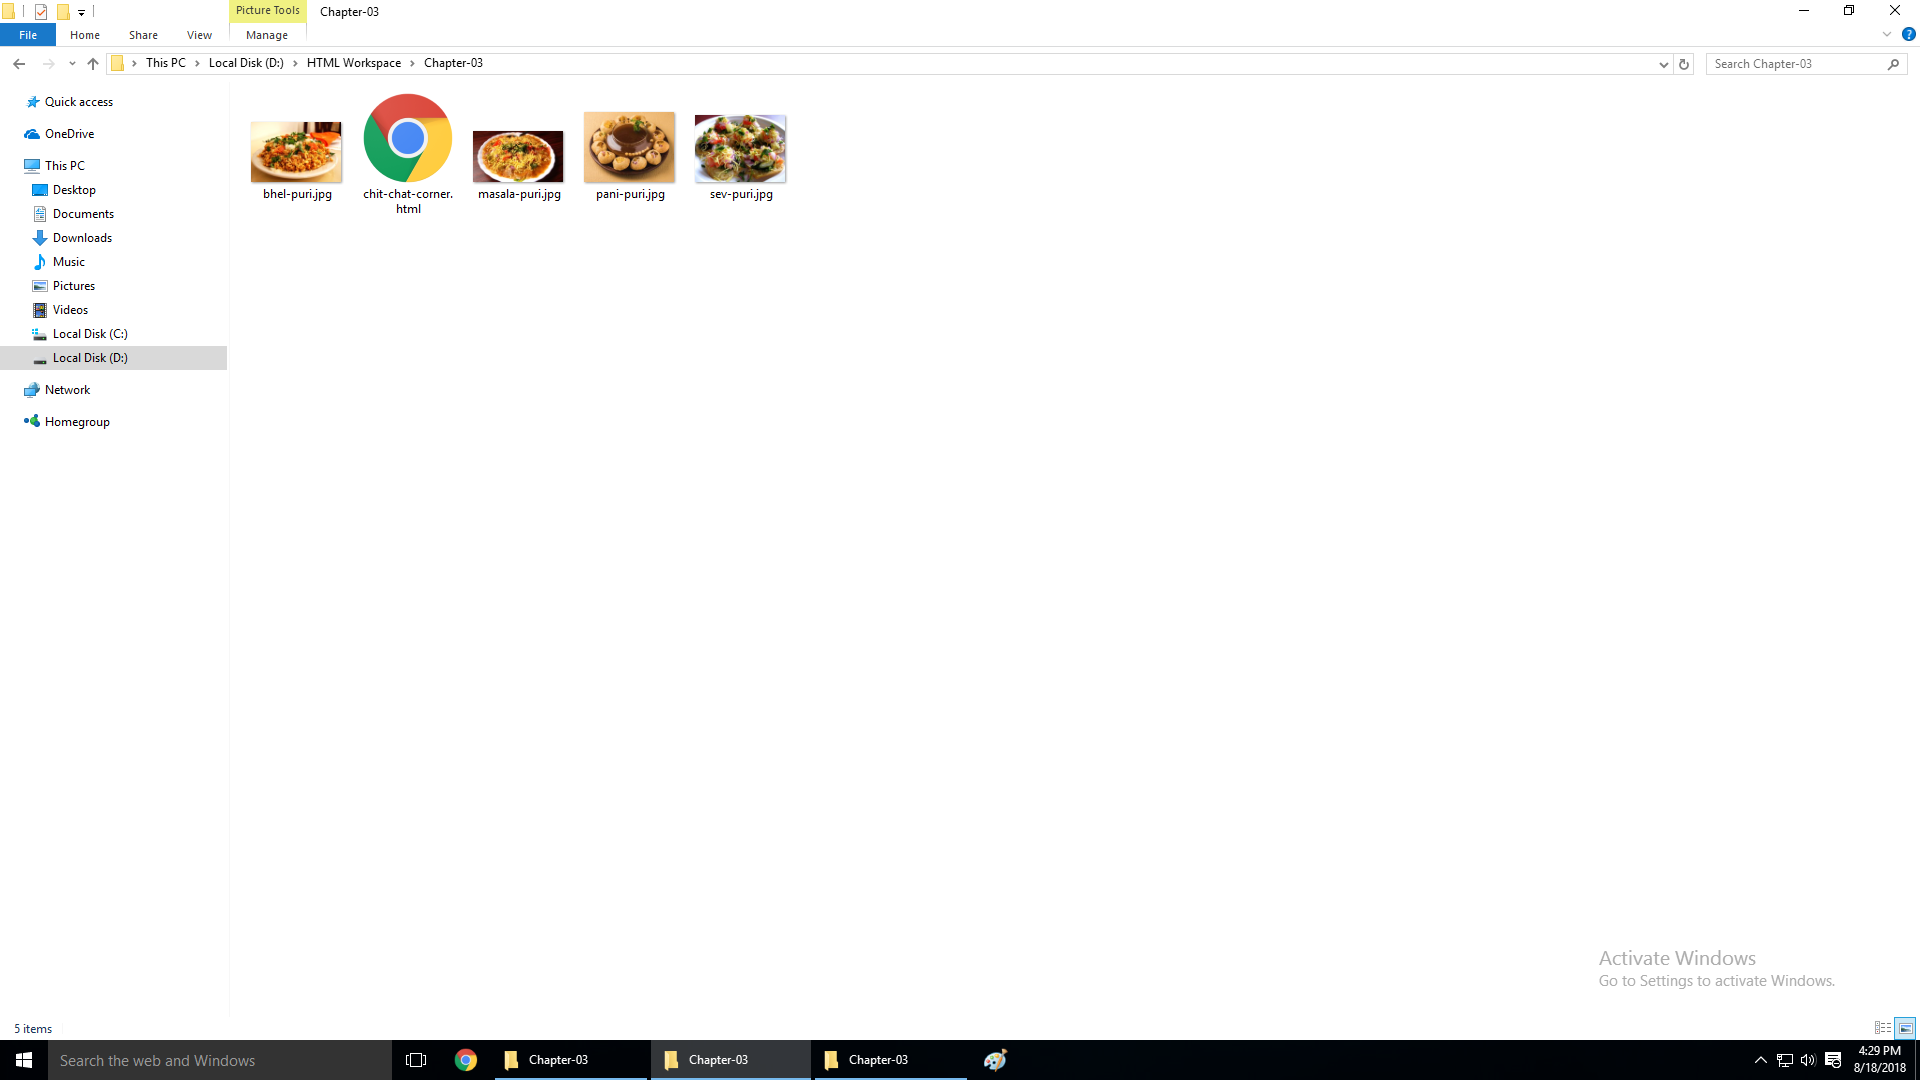 Picture Tools
Chapter-03
File
Home
Share
View
Manage
This PC
Local Disk (D:)
HTML Workspace
Chapter-03
Search Chapter-03
Quick access
OneDrive
This PC
Desktop
Documents
Downloads
Music
Pictures
Videos
Local Disk (C:)
Local Disk (D:)
Network
Homegroup
bhel-puri.jpg
chit-chat-corner.
html
masala-puri.jpg
pani-puri.jpg
sev-puri.jpg
Activate Windows
Go to Settings to activate Windows.
5 items
Search the web and Windows
Chapter-03
Chapter-03
Chapter-03
4:29 PM
8/18/2018